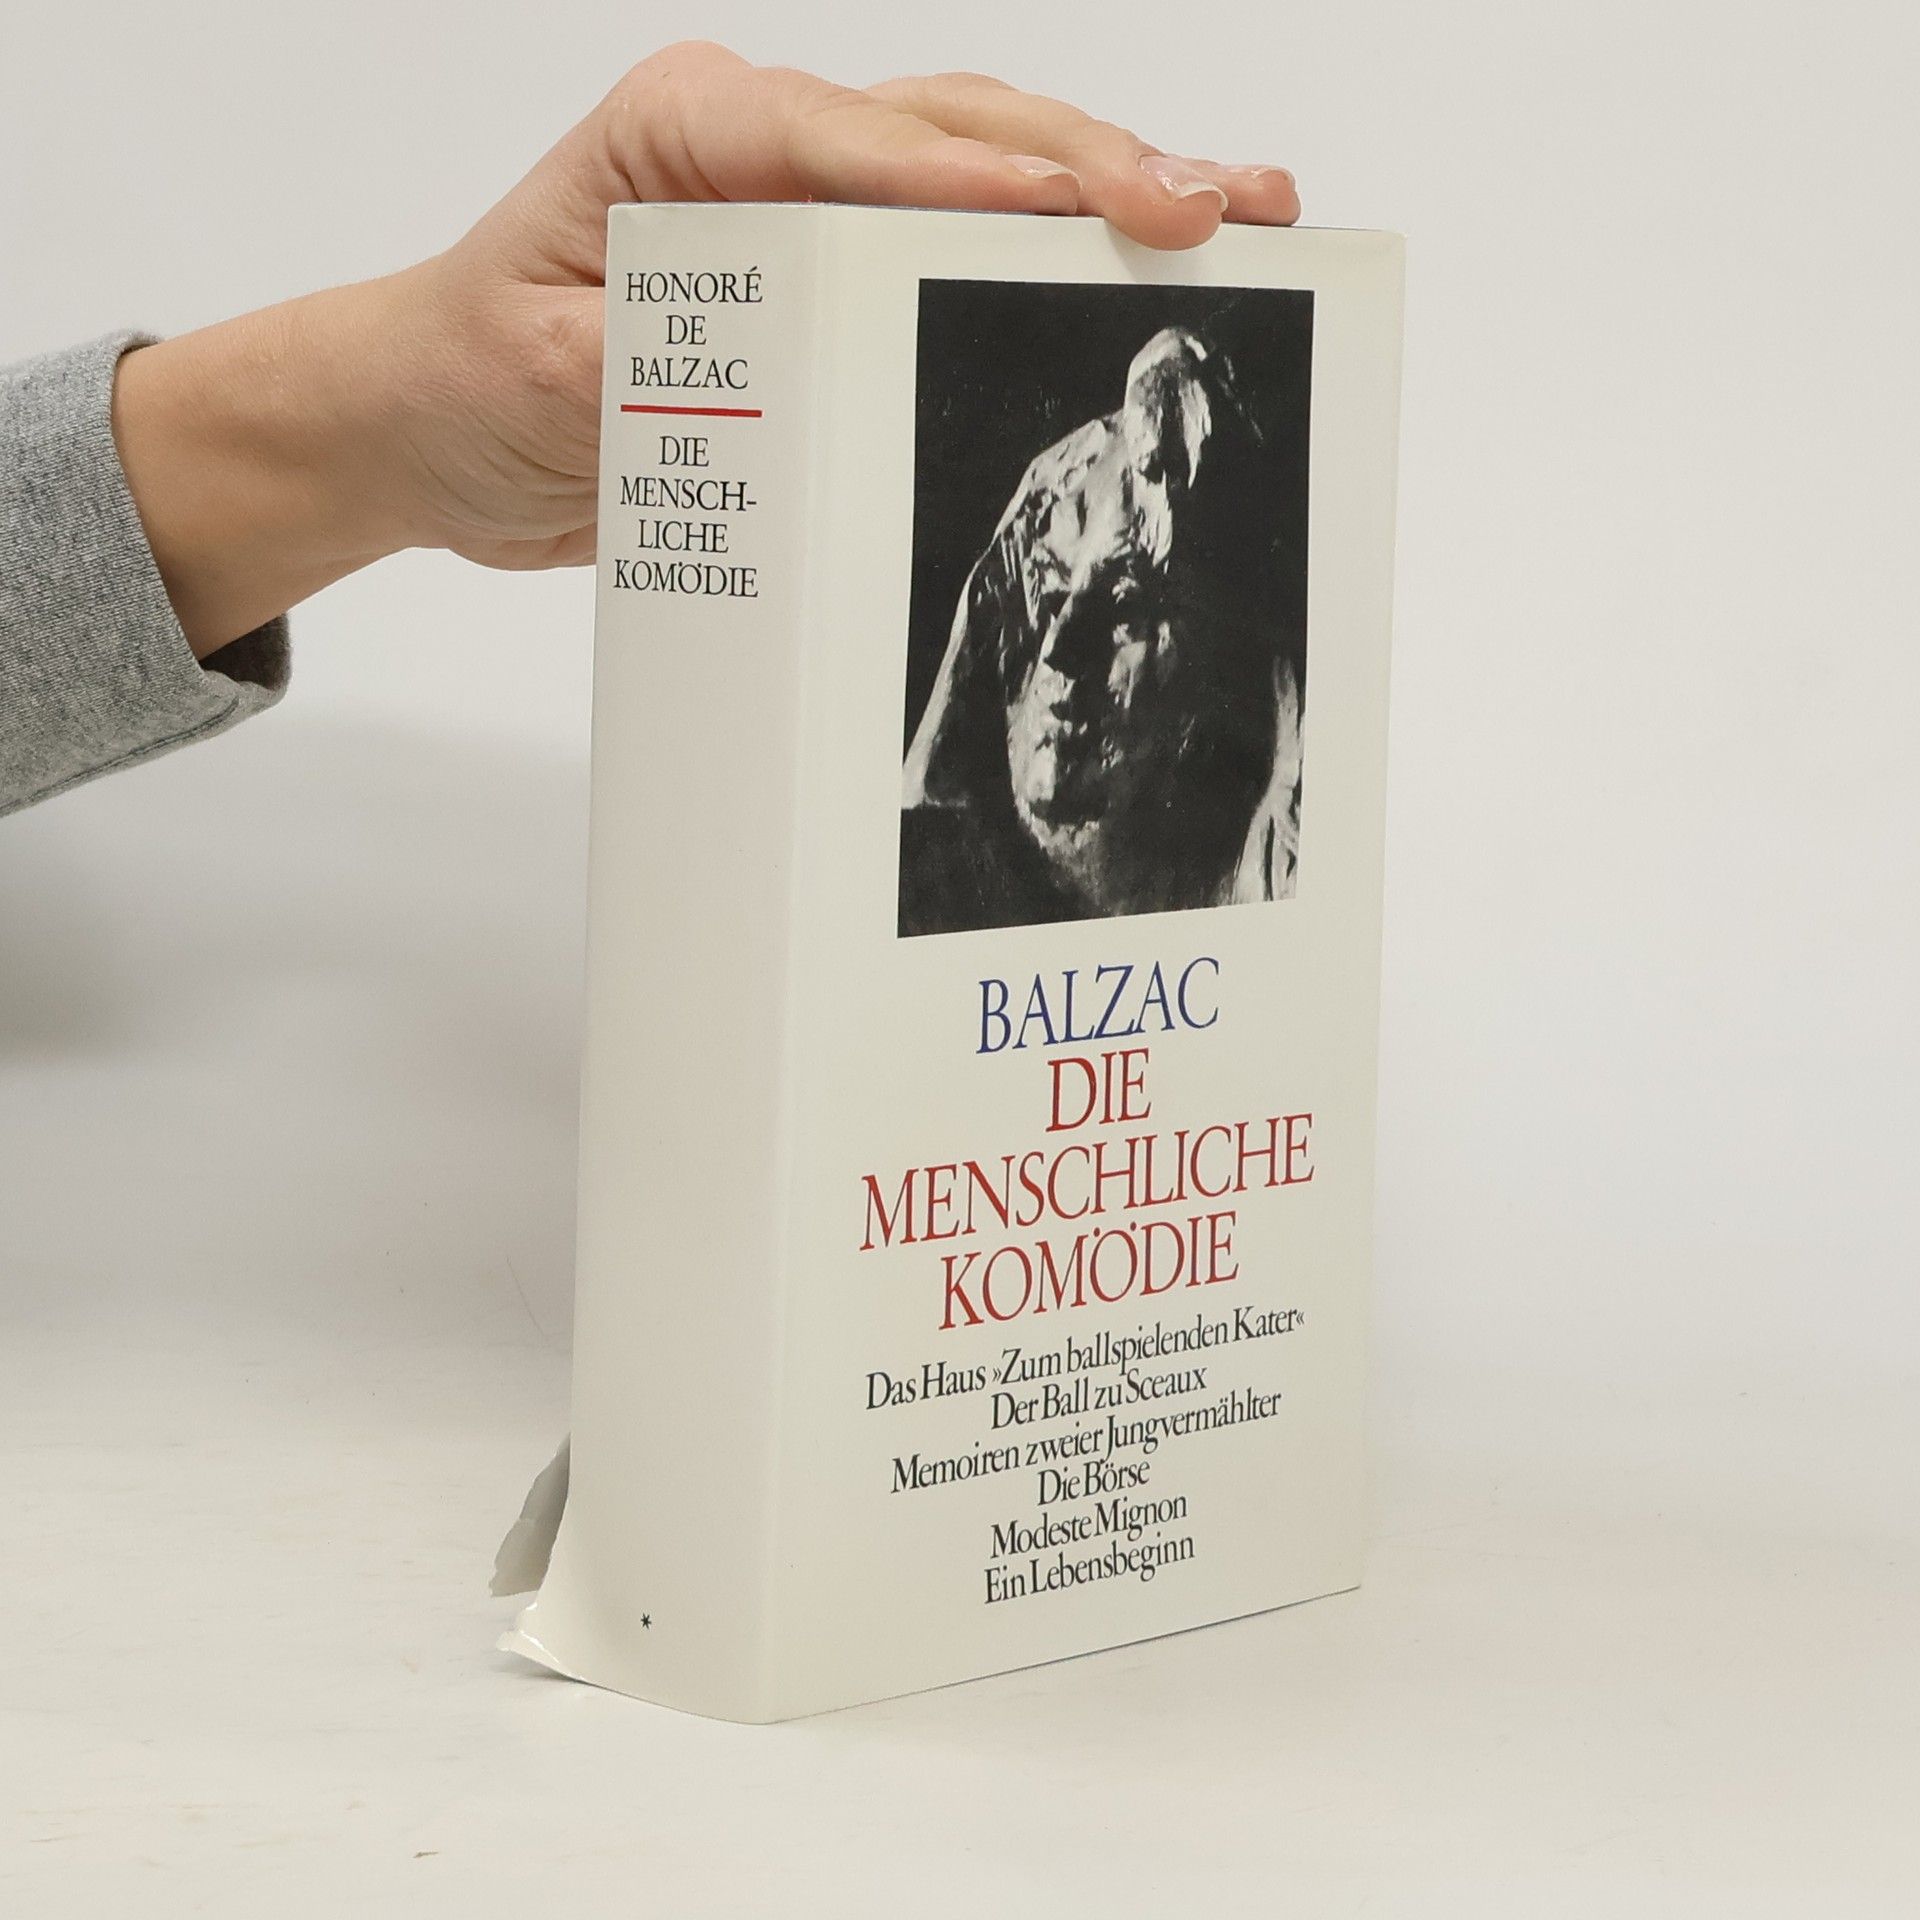 HONORÉ
DE
BALZAC
DIE
MENSCH-
LICHE
KOMÖDIE
*
BALZAC
DIE
MENSCHLICHE
KOMÖDIE
Das Haus »Zum ballspielenden Kater«
Der Ball zu Sceaux
Memoiren zweier Jungvermählter
Die Börse
Modeste Mignon
Ein Lebensbeginn